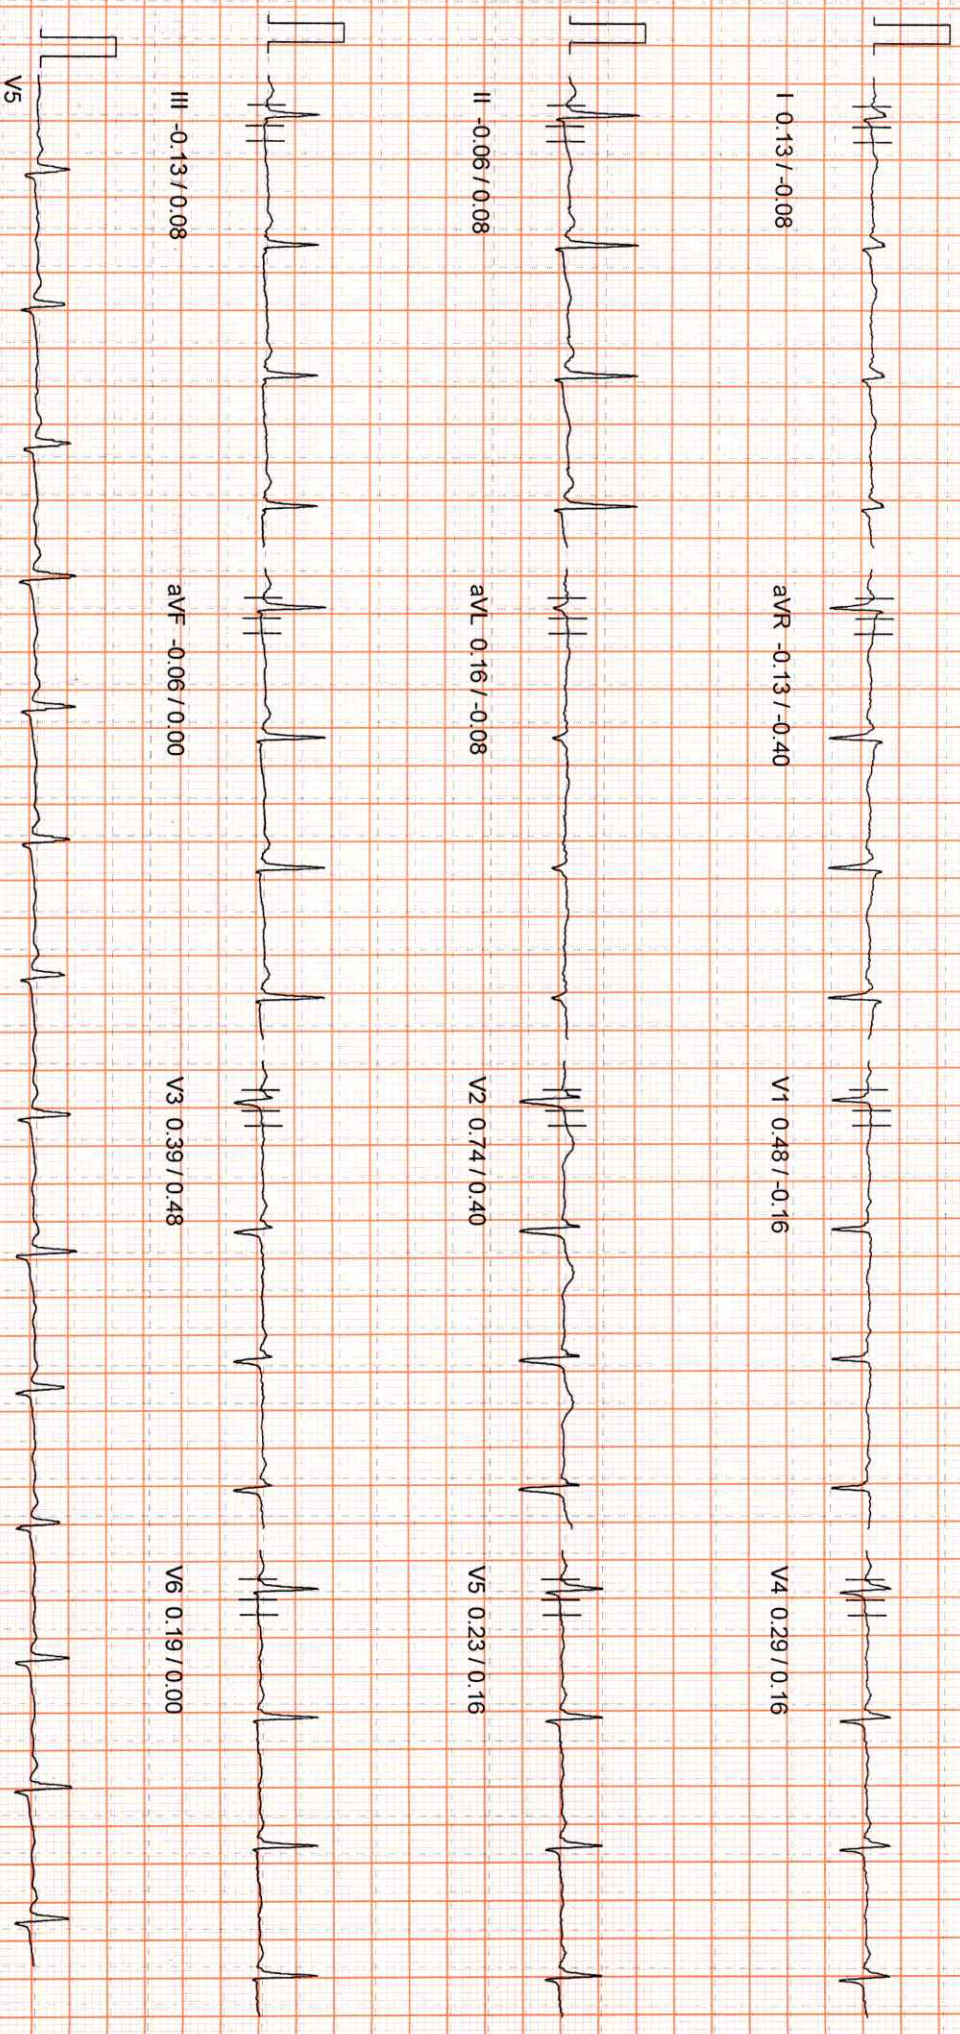 I 0.13 / -0.08
aVR -0.13 / -0.40
V1 0.48 / -0.16
V4 0.29 / 0.16
II -0.06 / 0.08
aVL 0.16 / -0.08
V2 0.74 / 0.40
V5 0.23 / 0.16
III -0.13 / 0.08
aVF -0.06 / 0.00
V3 0.39 / 0.48
V6 0.19 / 0.00
V5